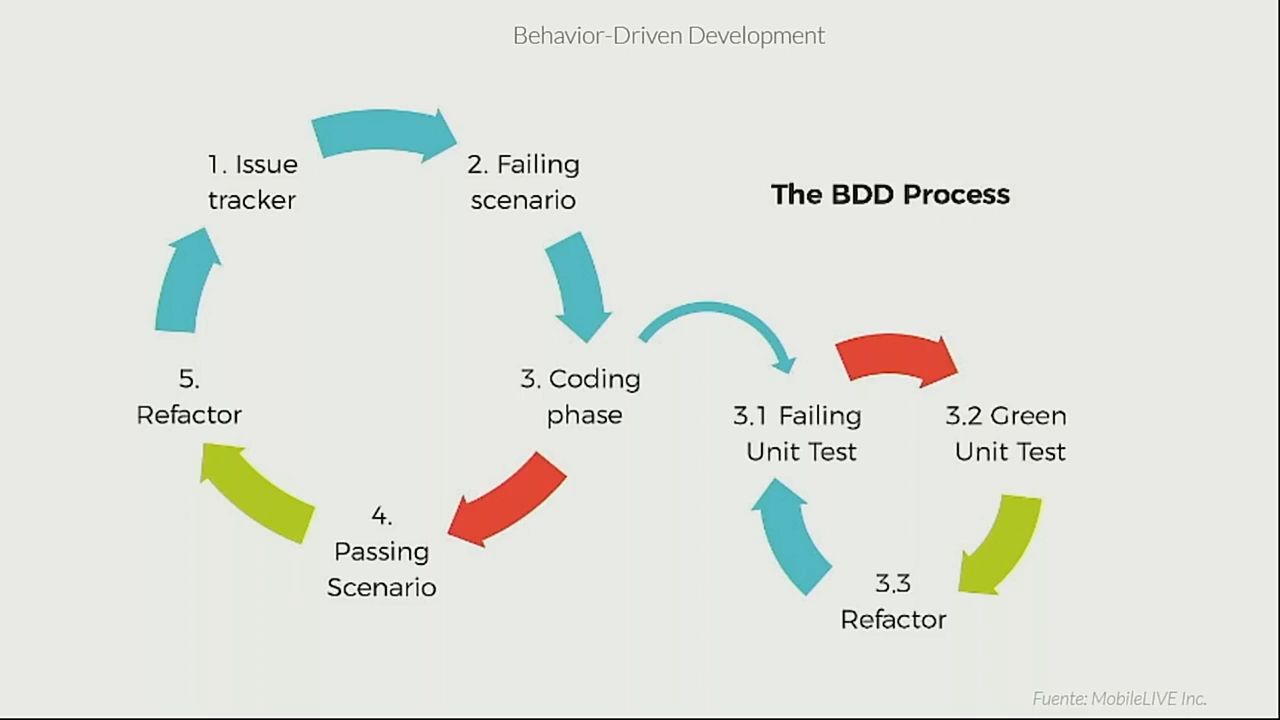 Behavior-Driven Development
1. Issue
tracker
2. Failing
scenario
The BDD Process
5.
Refactor
3. Coding
phase
3.1 Failing
Unit Test
3.2 Green
Unit Test
4.
Passing
Scenario
3.3
Refactor
Fuente: MobileLIVE Inc.